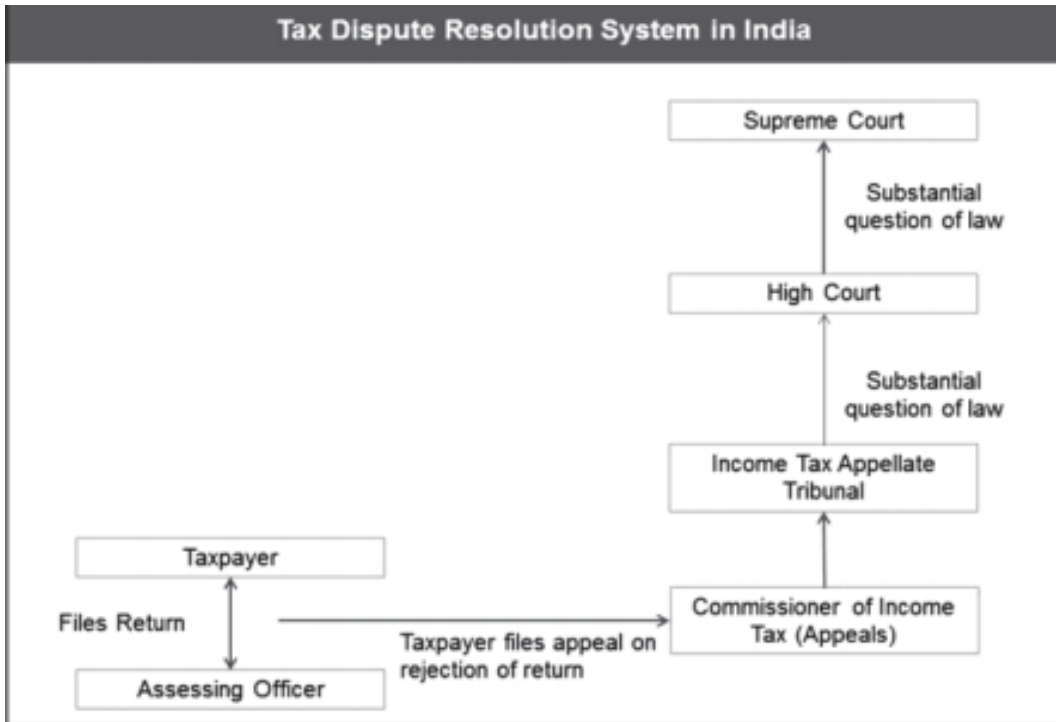 Tax Dispute Resolution System in India
Supreme Court
Substantial
question of law
High Court
Substantial
question of law
Income Tax Appellate
Tribunal
Taxpayer
Files Return
Assessing Officer
Taxpayer files appeal on
rejection of return
Commissioner of Income
Tax (Appeals)